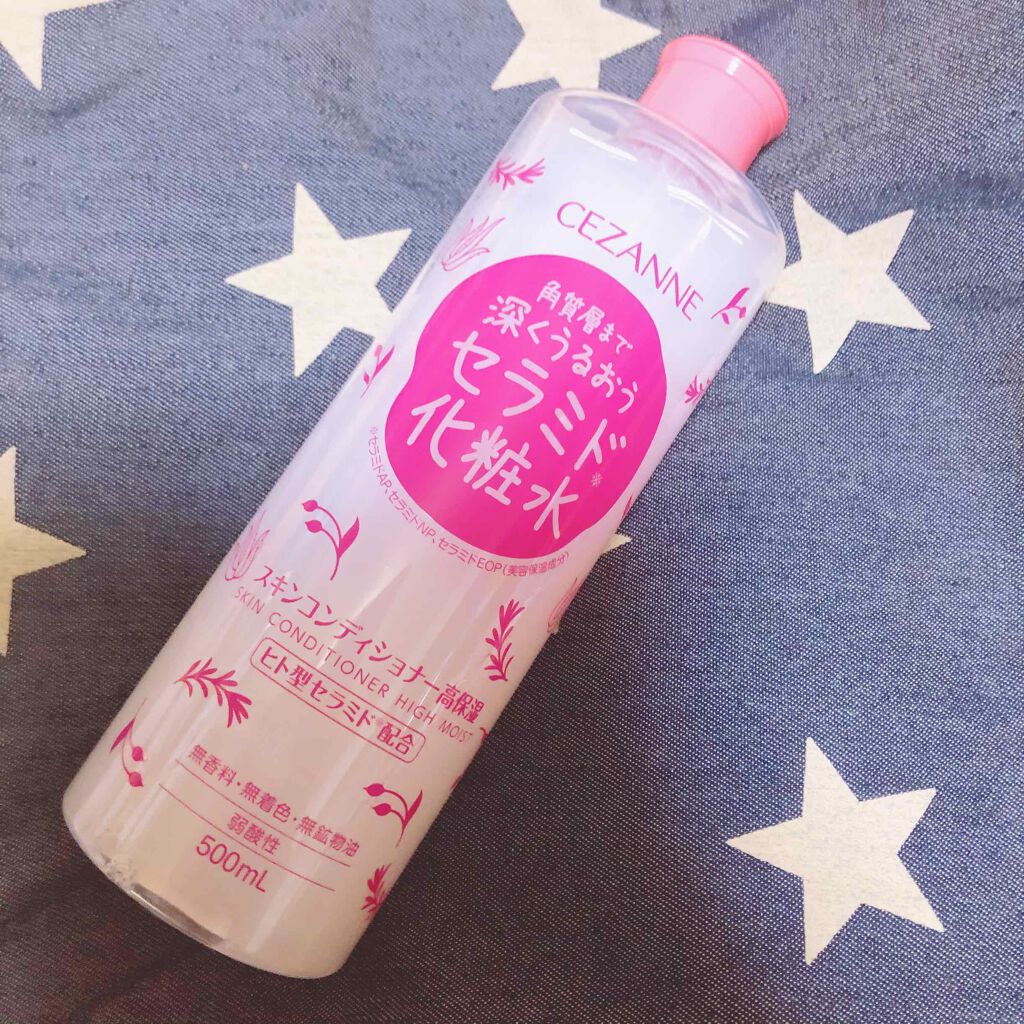 CEZANNE
角質層まで
深くうるおう
セラミド※
化粧水
※セラミドAP、セラミドNP、セラミドEOP(美容保湿成分)
スキンコンディショナー高保湿
SKIN CONDITIONER HIGH MOIST
ヒト型セラミド※配合
無香料・無着色・無鉱物油
弱酸性
500mL